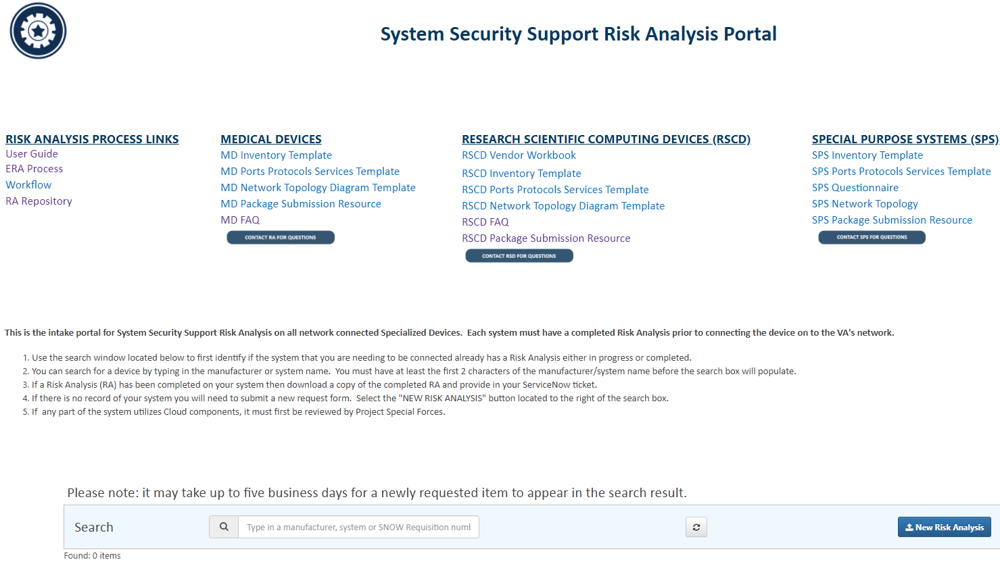 System Security Support Risk Analysis Portal
RISK ANALYSIS PROCESS LINKS
User Guide
ERA Process
Workflow
RA Repository
MEDICAL DEVICES
MD Inventory Template
MD Ports Protocols Services Template
MD Network Topology Diagram Template
MD Package Submission Resource
MD FAQ
CONTACT RA FOR QUESTIONS
RESEARCH SCIENTIFIC COMPUTING DEVICES (RSCD)
RSCD Vendor Workbook
RSCD Inventory Template
RSCD Ports Protocols Services Template
RSCD Network Topology Diagram Template
RSCD FAQ
RSCD Package Submission Resource
CONTACT RSD FOR QUESTIONS
SPECIAL PURPOSE SYSTEMS (SPS)
SPS Inventory Template
SPS Ports Protocols Services Template
SPS Questionnaire
SPS Network Topology
SPS Package Submission Resource
CONTACT SPS FOR QUESTIONS
This is the intake portal for System Security Support Risk Analysis on all network connected Specialized Devices.  Each system must have a completed Risk Analysis prior to connecting the device on to the VA's network.
1. Use the search window located below to first identify if the system that you are needing to be connected already has a Risk Analysis either in progress or completed.
2. You can search for a device by typing in the manufacturer or system name.  You must have at least the first 2 characters of the manufacturer/system name before the search box will populate.
3. If a Risk Analysis (RA) has been completed on your system then download a copy of the completed RA and provide in your ServiceNow ticket.
4. If there is no record of your system you will need to submit a new request form.  Select the "NEW RISK ANALYSIS" button located to the right of the search box.
5. If  any part of the system utilizes Cloud components, it must first be reviewed by Project Special Forces.
Please note: it may take up to five business days for a newly requested item to appear in the search result.
Search
Type in a manufacturer, system or SNOW Requisition numb
New Risk Analysis
Found: 0 items